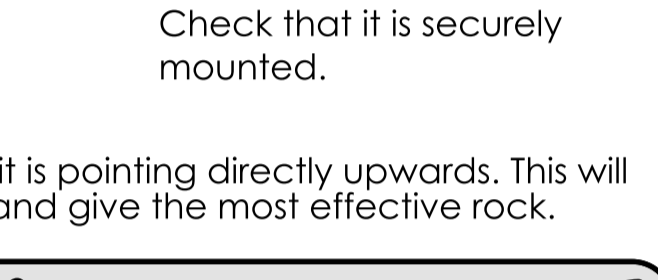 Check that it is securely
mounted.
it is pointing directly upwards. This will
and give the most effective rock.